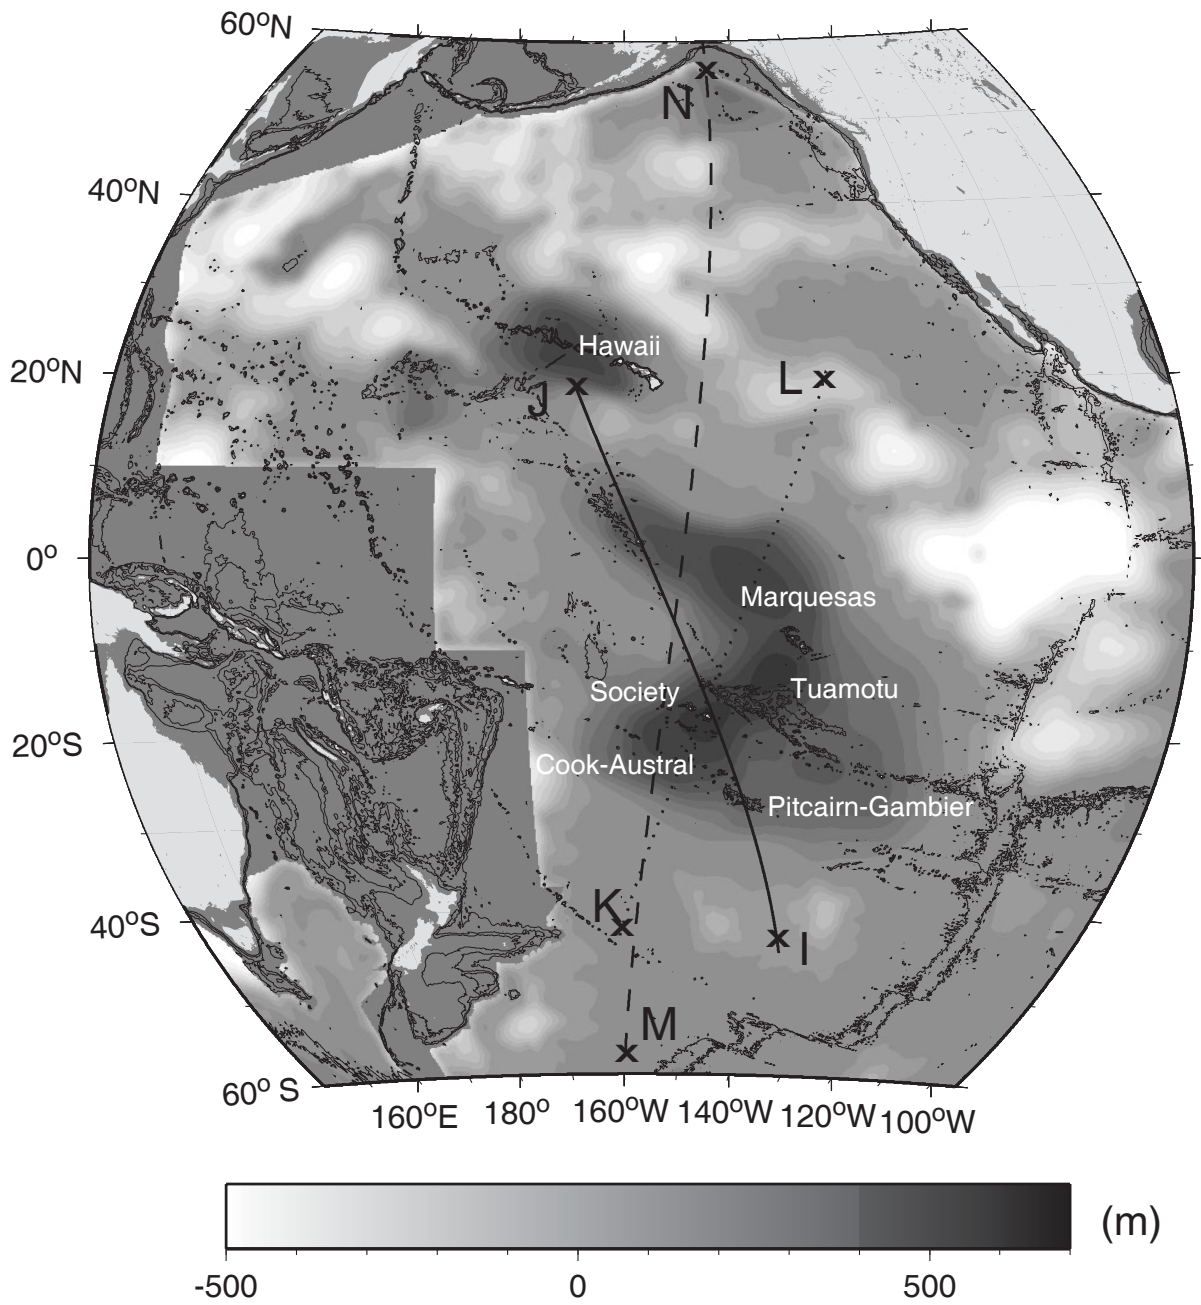 60°N
N
40°N
Hawaii
20°N
J
L
0°
Marquesas
Society
Tuamotu
20°S
Cook-Austral
Pitcairn-Gambier
K
40°S
I
M
60° S
160°E 180° 160°W 140°W 120°W 100°W
(m)
-500 0 500